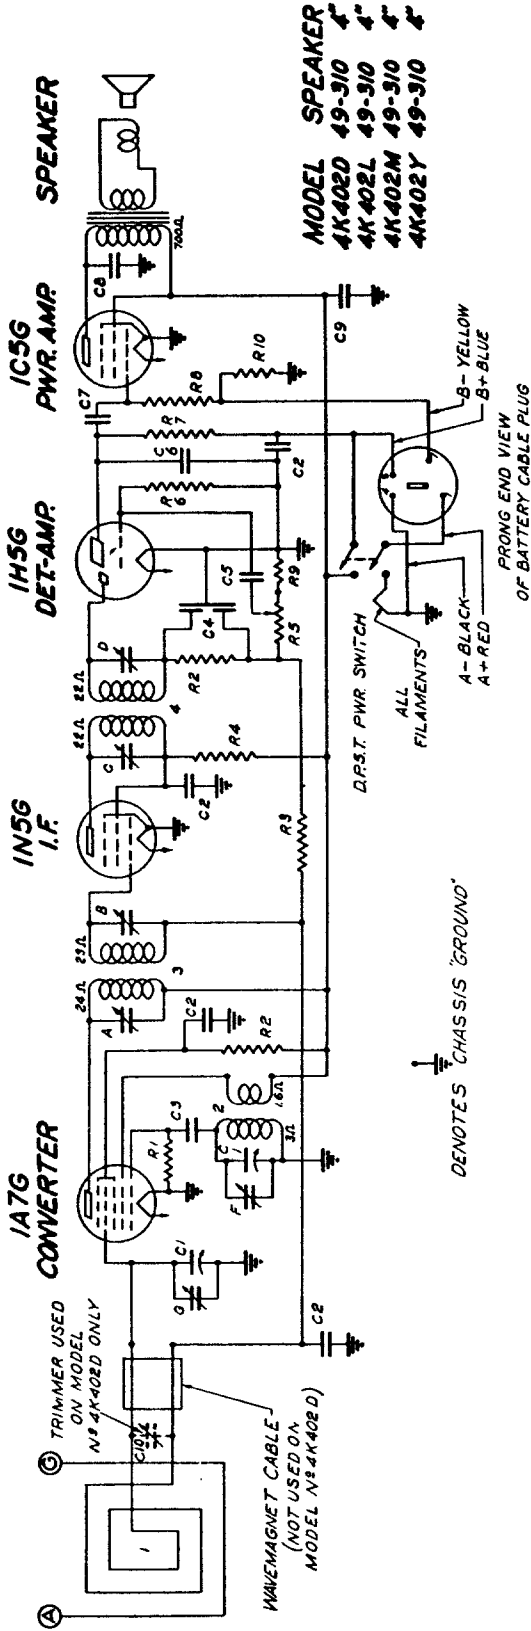 1A7G
CONVERTER
1N5G
I.F.
1H5G
DET-AMP.
1C5G
PWR. AMP.
SPEAKER
A
G
TRIMMER USED
ON MODEL
Nº 4K402D ONLY
C10
1
WAVEMAGNET CABLE-
(NOT USED ON
MODEL Nº 4K402D)
G
C1
C2
R1
C3
F
C1
2
3Ω
1.6Ω
R2
C2
A
24Ω
3
23Ω
B
R3
C2
R4
C
22Ω
4
22Ω
D
R2
C4
R5
R9
C5
R6
C6
R7
C2
C7
R8
R10
C8
700Ω
C9
D.P.S.T. PWR. SWITCH
ALL
FILAMENTS
A-BLACK
A+RED
B-YELLOW
B+BLUE
PRONG END VIEW
OF BATTERY CABLE PLUG
DENOTES CHASSIS "GROUND"
MODEL SPEAKER
4K402D 49-310 4"
4K402L 49-310 4"
4K402M 49-310 4"
4K402Y 49-310 4"